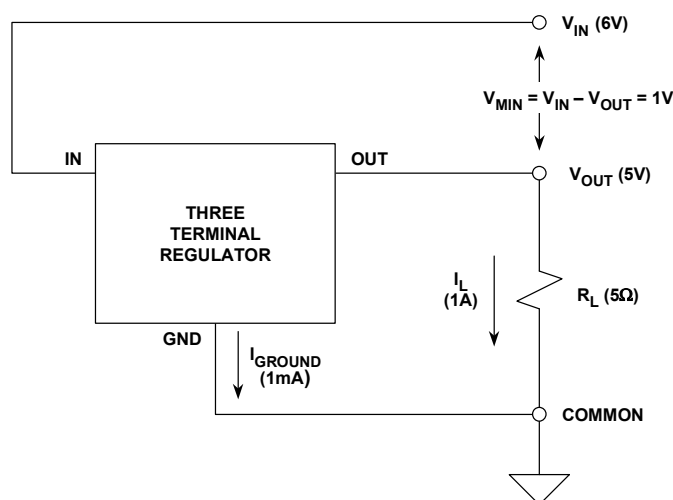 V_IN (6V)
V_MIN = V_IN – V_OUT = 1V
IN
OUT
V_OUT (5V)
THREE
TERMINAL
REGULATOR
I_L
(1A)
R_L (5Ω)
GND
I_GROUND
(1mA)
COMMON